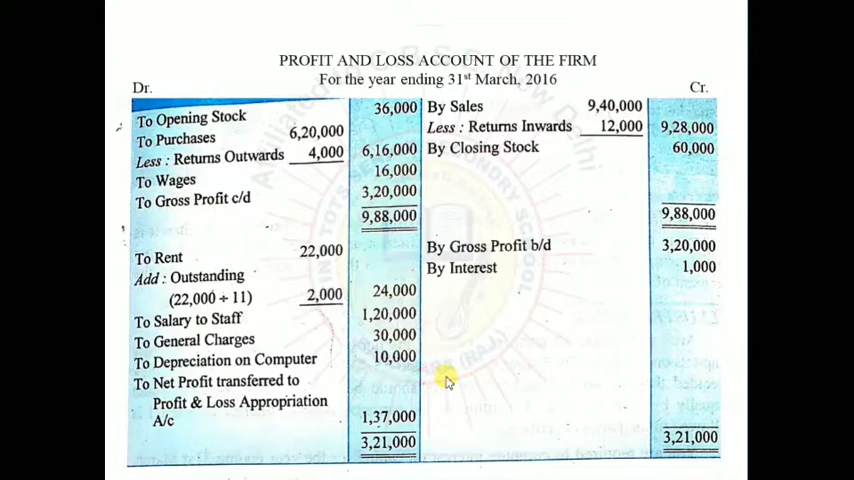 PROFIT AND LOSS ACCOUNT OF THE FIRM
For the year ending 31st March, 2016
Dr. Cr.
To Opening Stock 36,000 By Sales 9,40,000
To Purchases 6,20,000 Less : Returns Inwards 12,000 9,28,000
Less : Returns Outwards 4,000 6,16,000 By Closing Stock 60,000
To Wages 16,000
To Gross Profit c/d 3,20,000
9,88,000 9,88,000
To Rent 22,000 By Gross Profit b/d 3,20,000
Add : Outstanding By Interest 1,000
(22,000 ÷ 11) 2,000 24,000
To Salary to Staff 1,20,000
To General Charges 30,000
To Depreciation on Computer 10,000
To Net Profit transferred to
Profit & Loss Appropriation
A/c 1,37,000
3,21,000 3,21,000